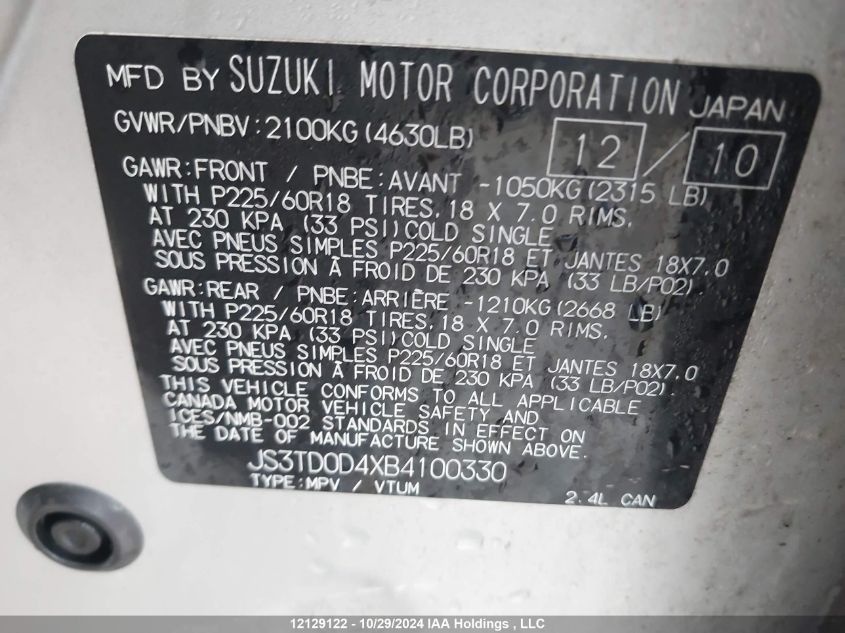 MFD BY SUZUKI MOTOR CORPORATION JAPAN
GVWR/PNBV:2100KG(4630LB) 12 / 10
GAWR:FRONT / PNBE:AVANT -1050KG(2315 LB)
WITH P225/60R18 TIRES,18 X 7.0 RIMS,
AT 230 KPA (33 PSI)COLD SINGLE
AVEC PNEUS SIMPLES P225/60R18 ET JANTES 18X7.0
SOUS PRESSION À FROID DE 230 KPA (33 LB/PO2).
GAWR:REAR / PNBE:ARRIÈRE -1210KG(2668 LB)
WITH P225/60R18 TIRES,18 X 7.0 RIMS,
AT 230 KPA (33 PSI)COLD SINGLE
AVEC PNEUS SIMPLES P225/60R18 ET JANTES 18X7.0
SOUS PRESSION À FROID DE 230 KPA (33 LB/PO2).
THIS VEHICLE CONFORMS TO ALL APPLICABLE
CANADA MOTOR VEHICLE SAFETY AND
ICES/NMB-002 STANDARDS IN EFFECT ON
THE DATE OF MANUFACTURE SHOWN ABOVE.
JS3TD0D4XB4100330
TYPE:MPV / VTUM
2.4L CAN
12129122 - 10/29/2024 IAA Holdings , LLC